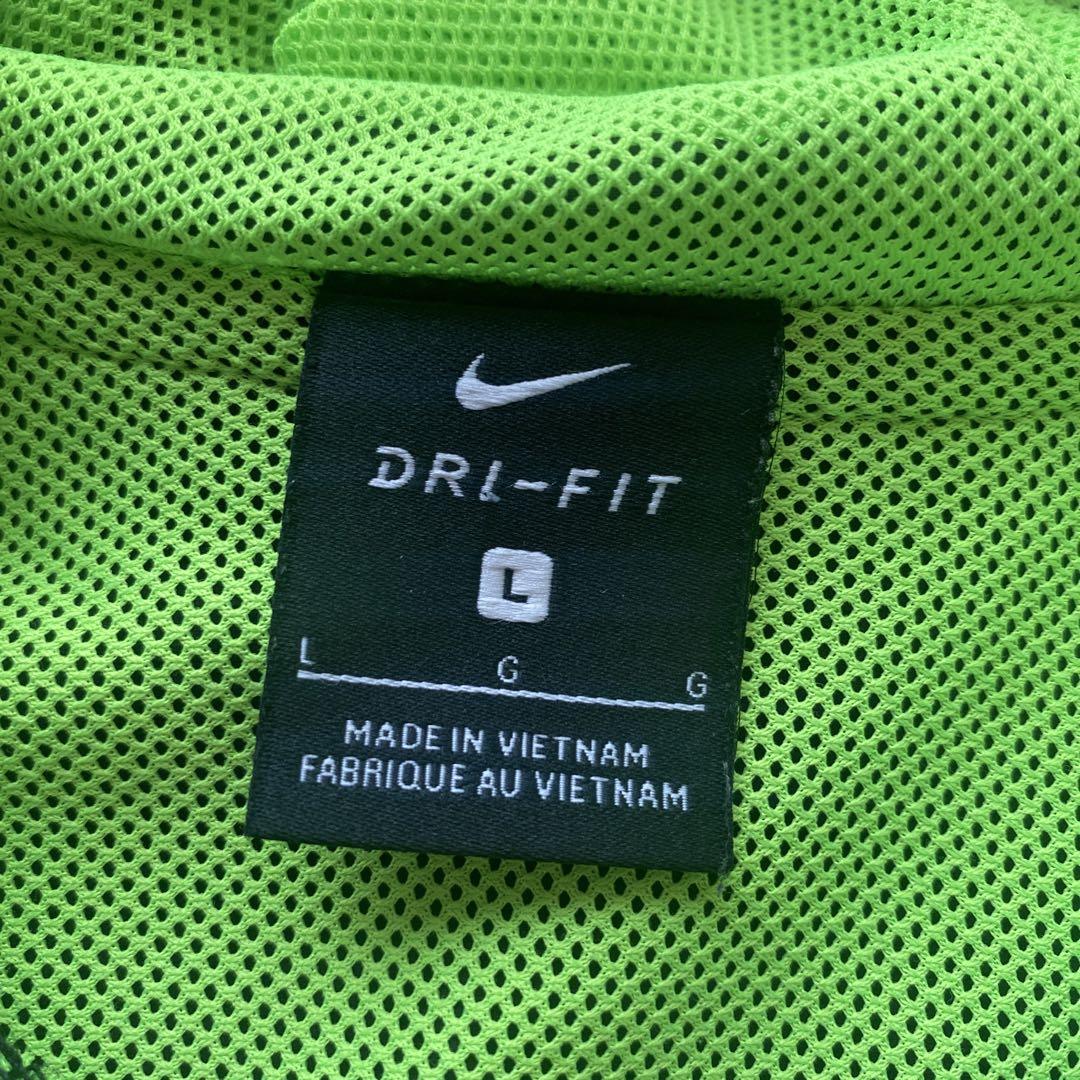 DRI-FIT
L
L G G
MADE IN VIETNAM
FABRIQUE AU VIETNAM